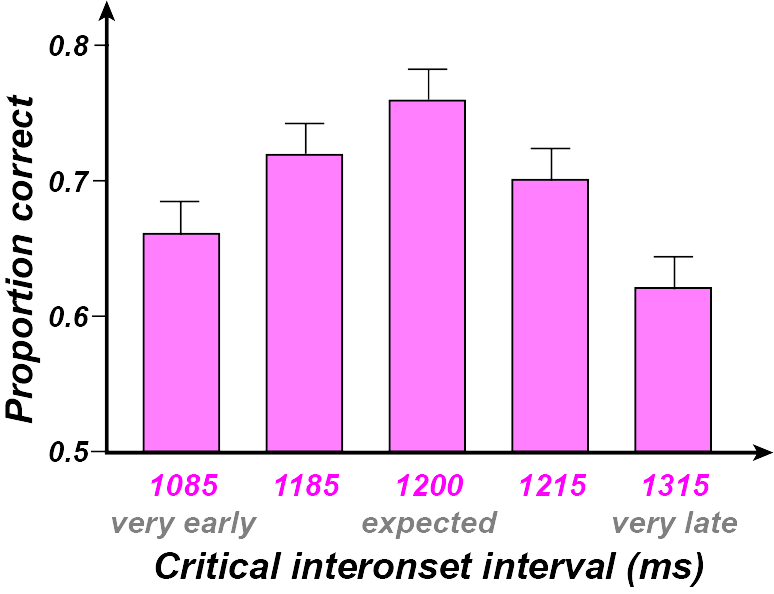 Proportion correct
0.8
0.7
0.6
0.5
1085 1185 1200 1215 1315
very early expected very late
Critical interonset interval (ms)